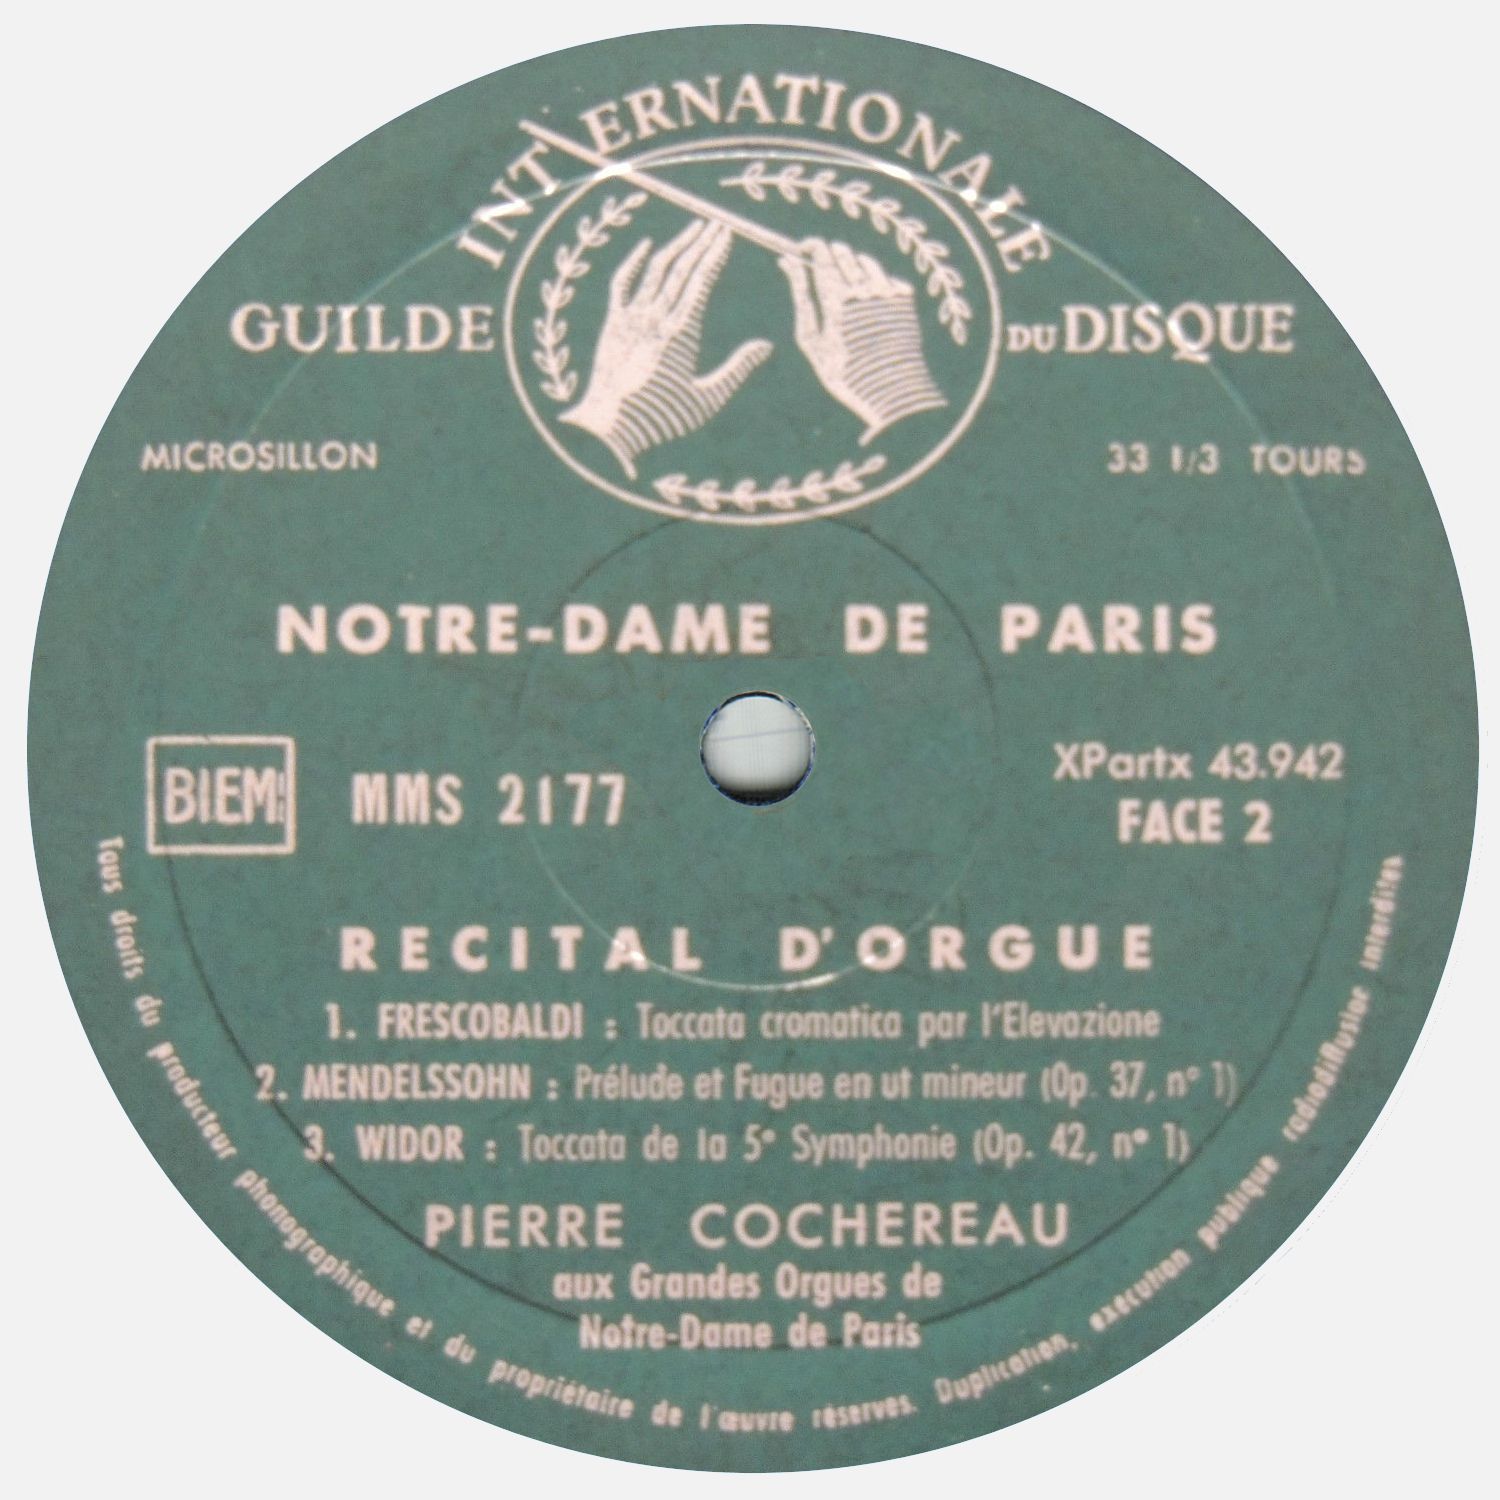 INTERNATIONALE
GUILDE DU DISQUE
MICROSILLON
33 1/3 TOURS
NOTRE-DAME DE PARIS
BIEM
MMS 2177
XPartx 43.942
FACE 2
RECITAL D'ORGUE
1. FRESCOBALDI : Toccata cromatica par l'Elevazione
2. MENDELSSOHN : Prélude et Fugue en ut mineur (Op. 37, n° 1)
3. WIDOR : Toccata de la 5e Symphonie (Op. 42, n° 1)
PIERRE COCHEREAU
aux Grandes Orgues de
Notre-Dame de Paris
Tous droits du producteur phonographique et du propriétaire de l'œuvre réservés. Duplication, exécution publique radiodiffusion interdites